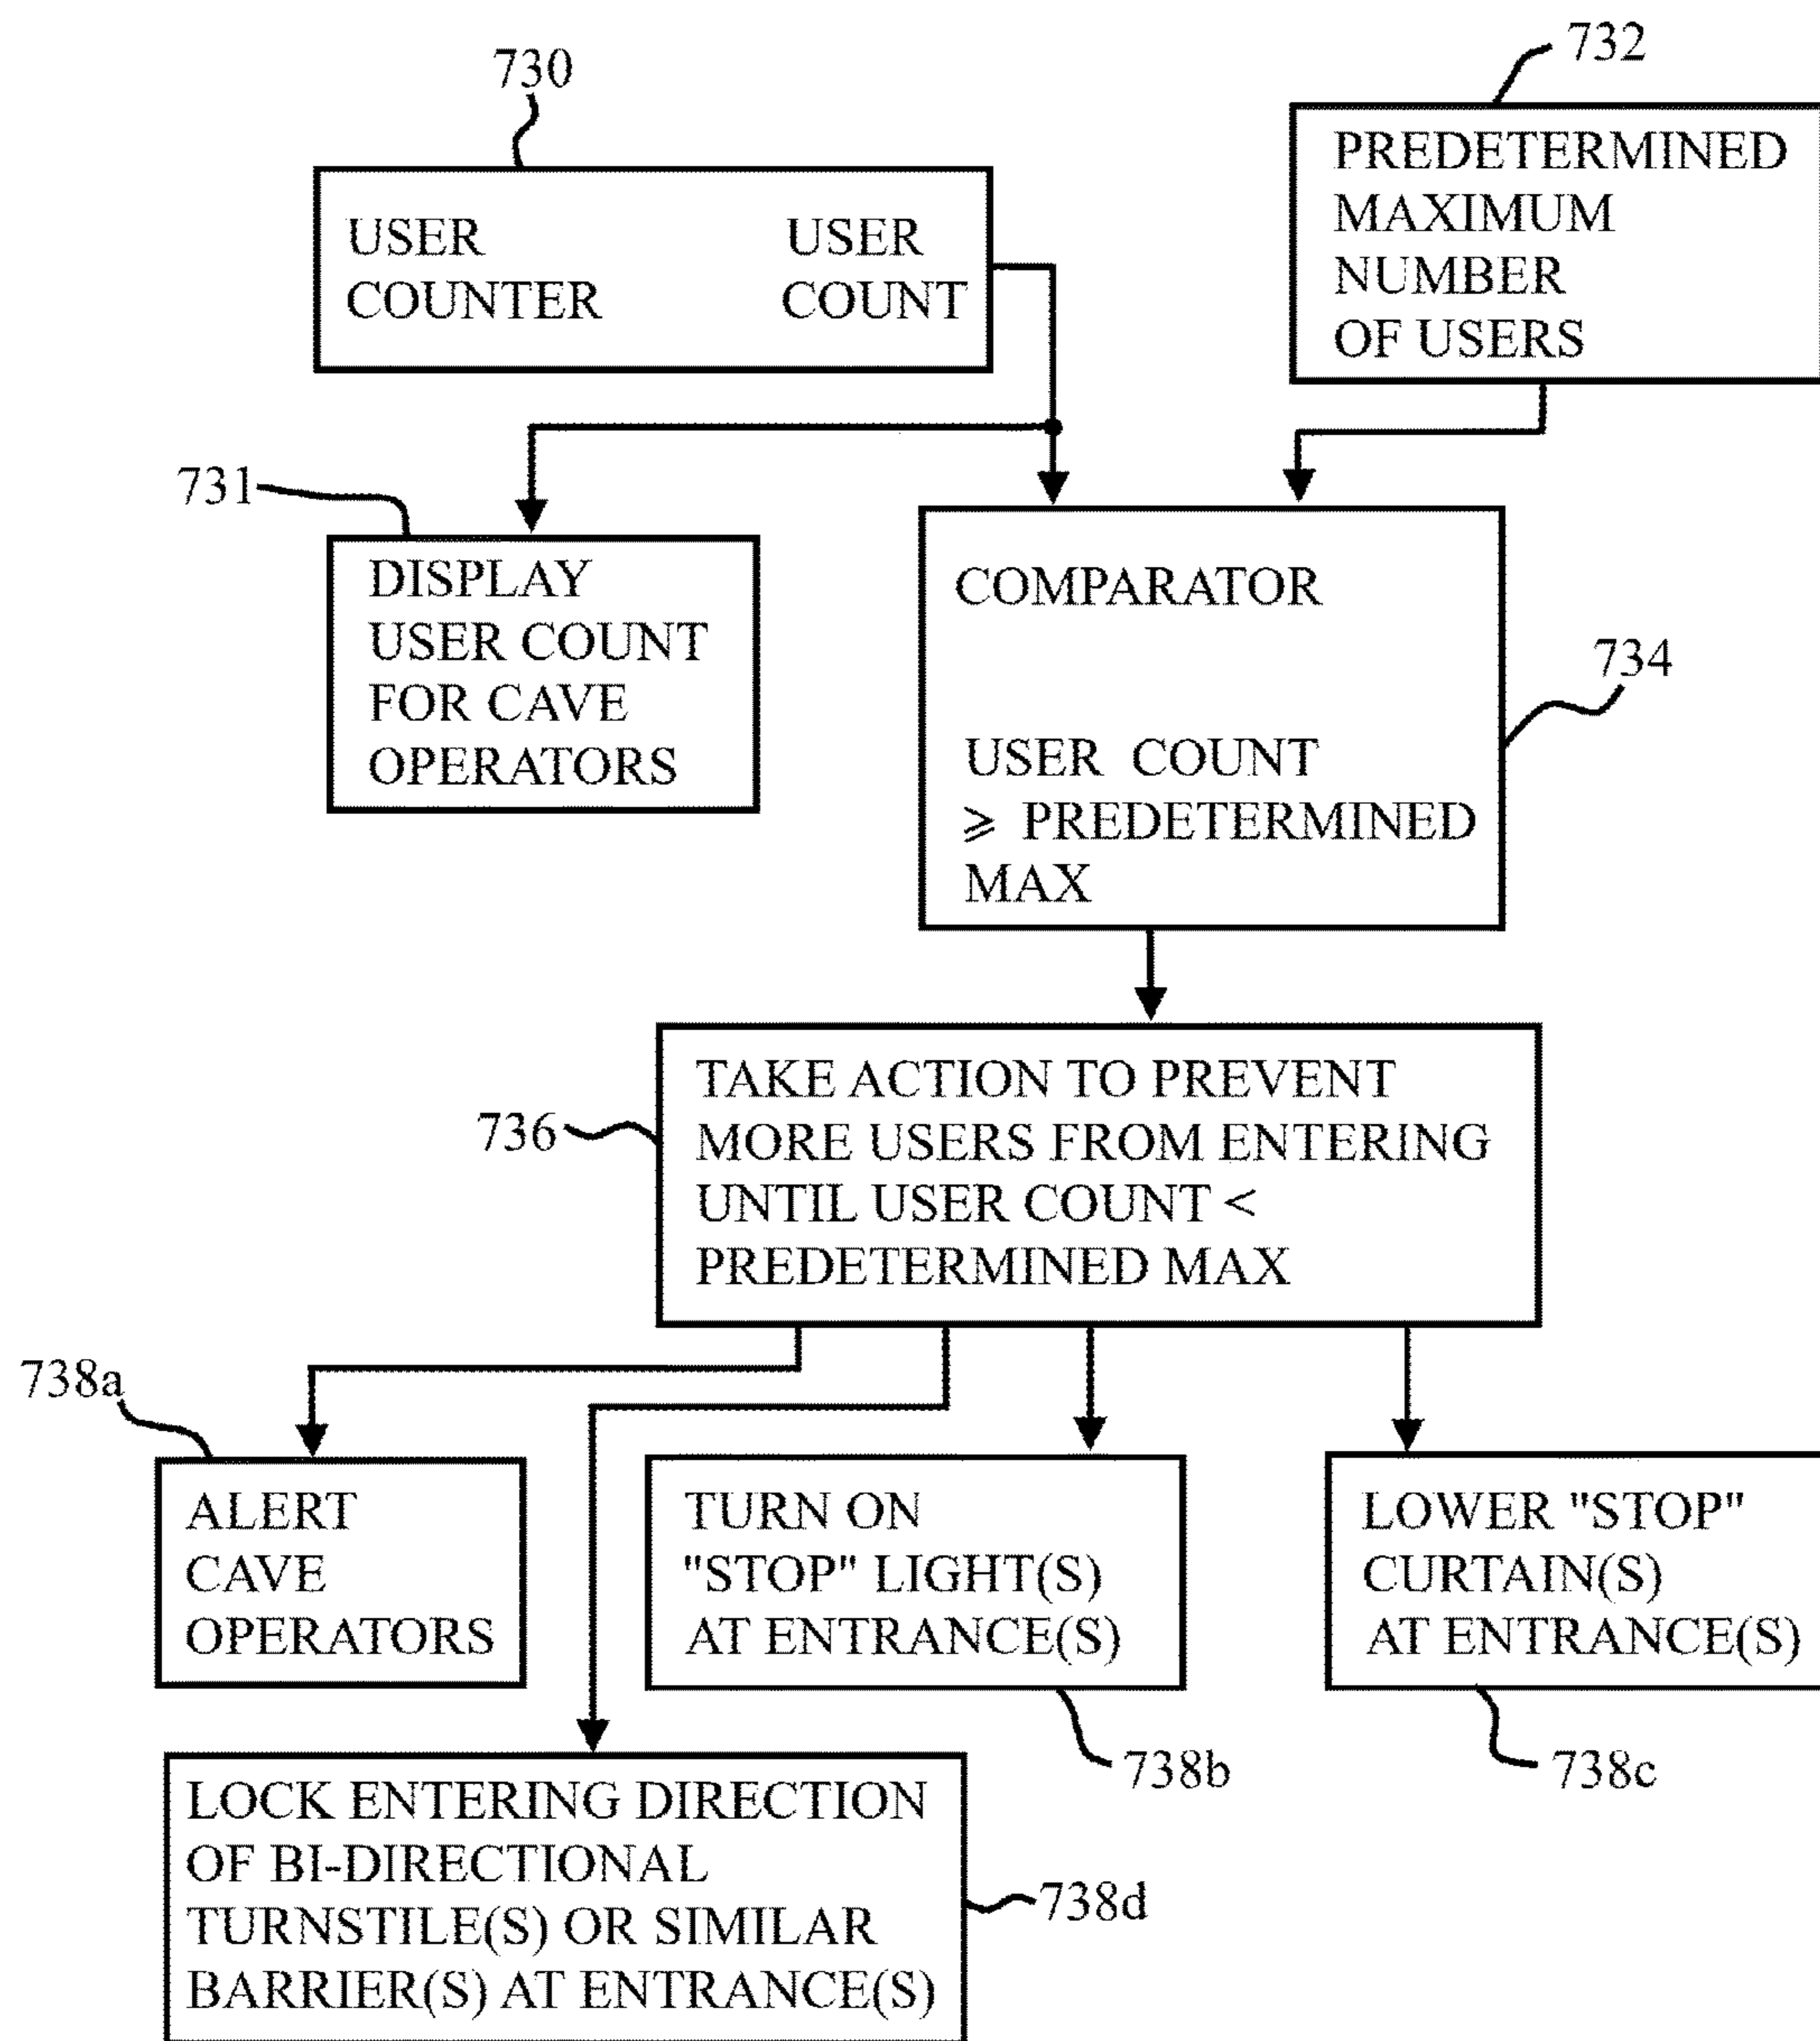 730
732
USER COUNTER
USER COUNT
PREDETERMINED
MAXIMUM
NUMBER
OF USERS
731
DISPLAY
USER COUNT
FOR CAVE
OPERATORS
COMPARATOR
USER COUNT
⩾ PREDETERMINED
MAX
734
736
TAKE ACTION TO PREVENT
MORE USERS FROM ENTERING
UNTIL USER COUNT <
PREDETERMINED MAX
738a
ALERT
CAVE
OPERATORS
TURN ON
"STOP" LIGHT(S)
AT ENTRANCE(S)
738b
LOWER "STOP"
CURTAIN(S)
AT ENTRANCE(S)
738c
LOCK ENTERING DIRECTION
OF BI-DIRECTIONAL
TURNSTILE(S) OR SIMILAR
BARRIER(S) AT ENTRANCE(S)
738d